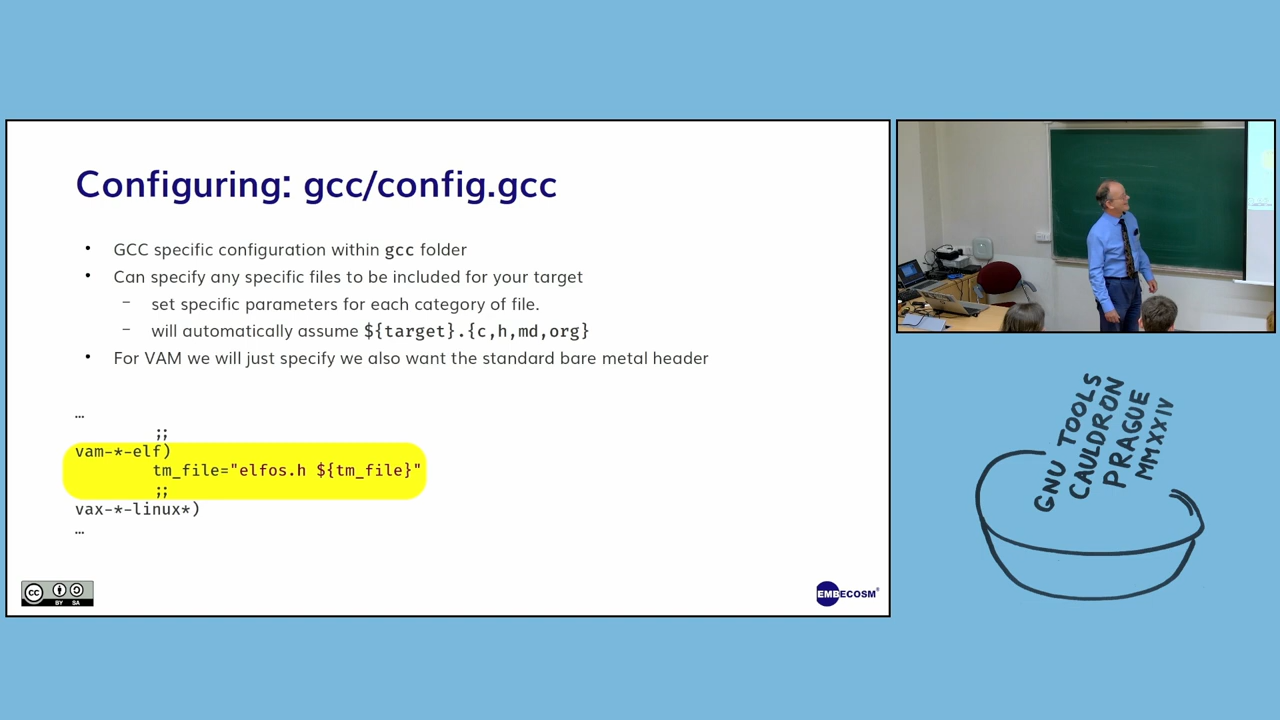 Configuring: gcc/config.gcc
• GCC specific configuration within gcc folder
• Can specify any specific files to be included for your target
– set specific parameters for each category of file.
– will automatically assume ${target}.{c,h,md,org}
• For VAM we will just specify we also want the standard bare metal header
…
;;
vam-*-elf)
tm_file="elfos.h ${tm_file}"
;;
vax-*-linux*)
…
cc
BY SA
EMBECOSM®
GNU TOOLS
CAULDRON
PRAGUE
MMXXIV